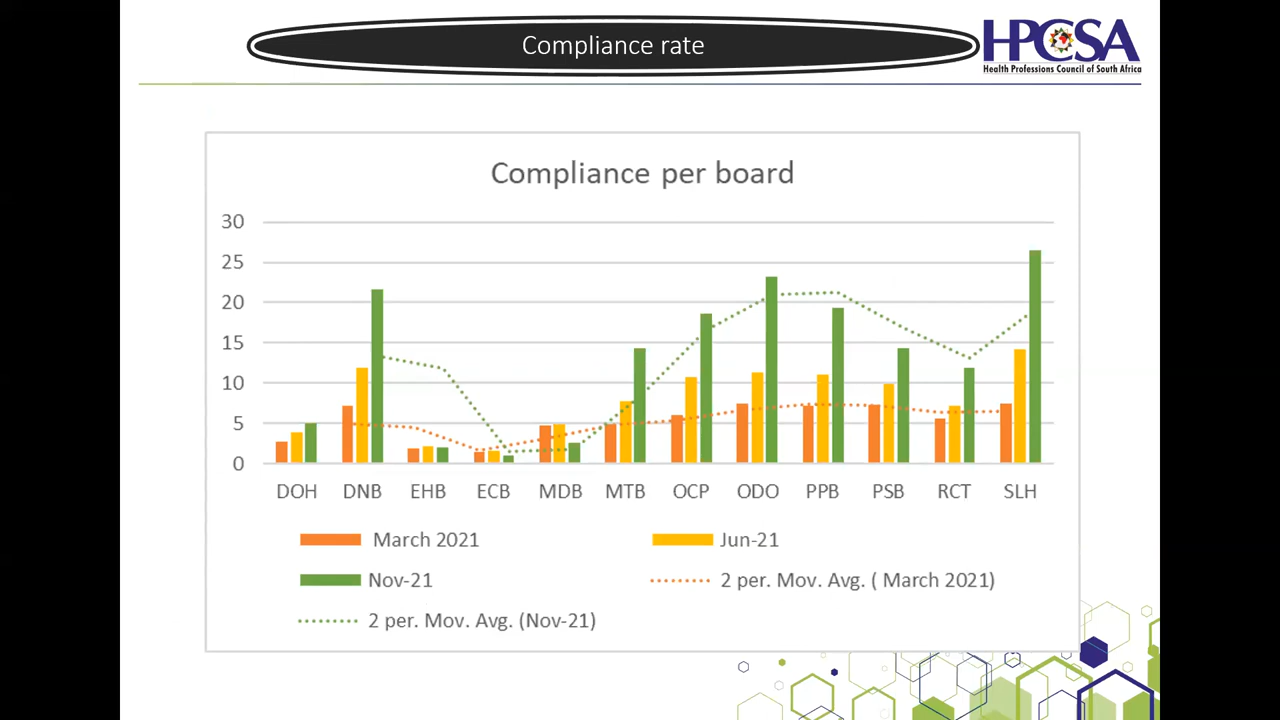 Compliance rate
HPCSA
Health Professions Council of South Africa
Compliance per board
30
25
20
15
10
5
0
DOH DNB EHB ECB MDB MTB OCP ODO PPB PSB RCT SLH
March 2021 Jun-21
Nov-21 2 per. Mov. Avg. ( March 2021)
2 per. Mov. Avg. (Nov-21)